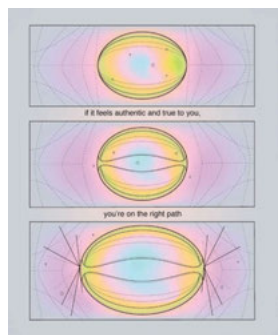 if it feels authentic and true to you,
you're on the right path